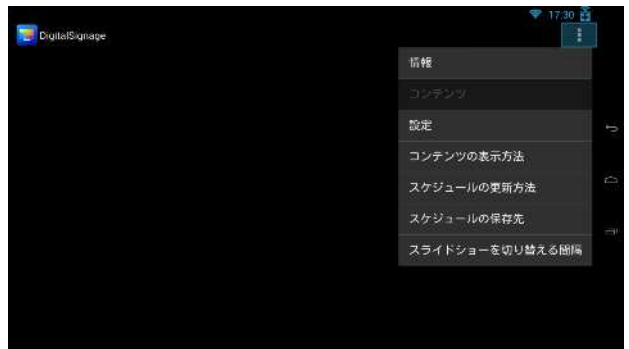 17:30
DigitalSignage
情報
コンテンツ
設定
コンテンツの表示方法
スケジュールの更新方法
スケジュールの保存先
スライドショーを切り替える間隔